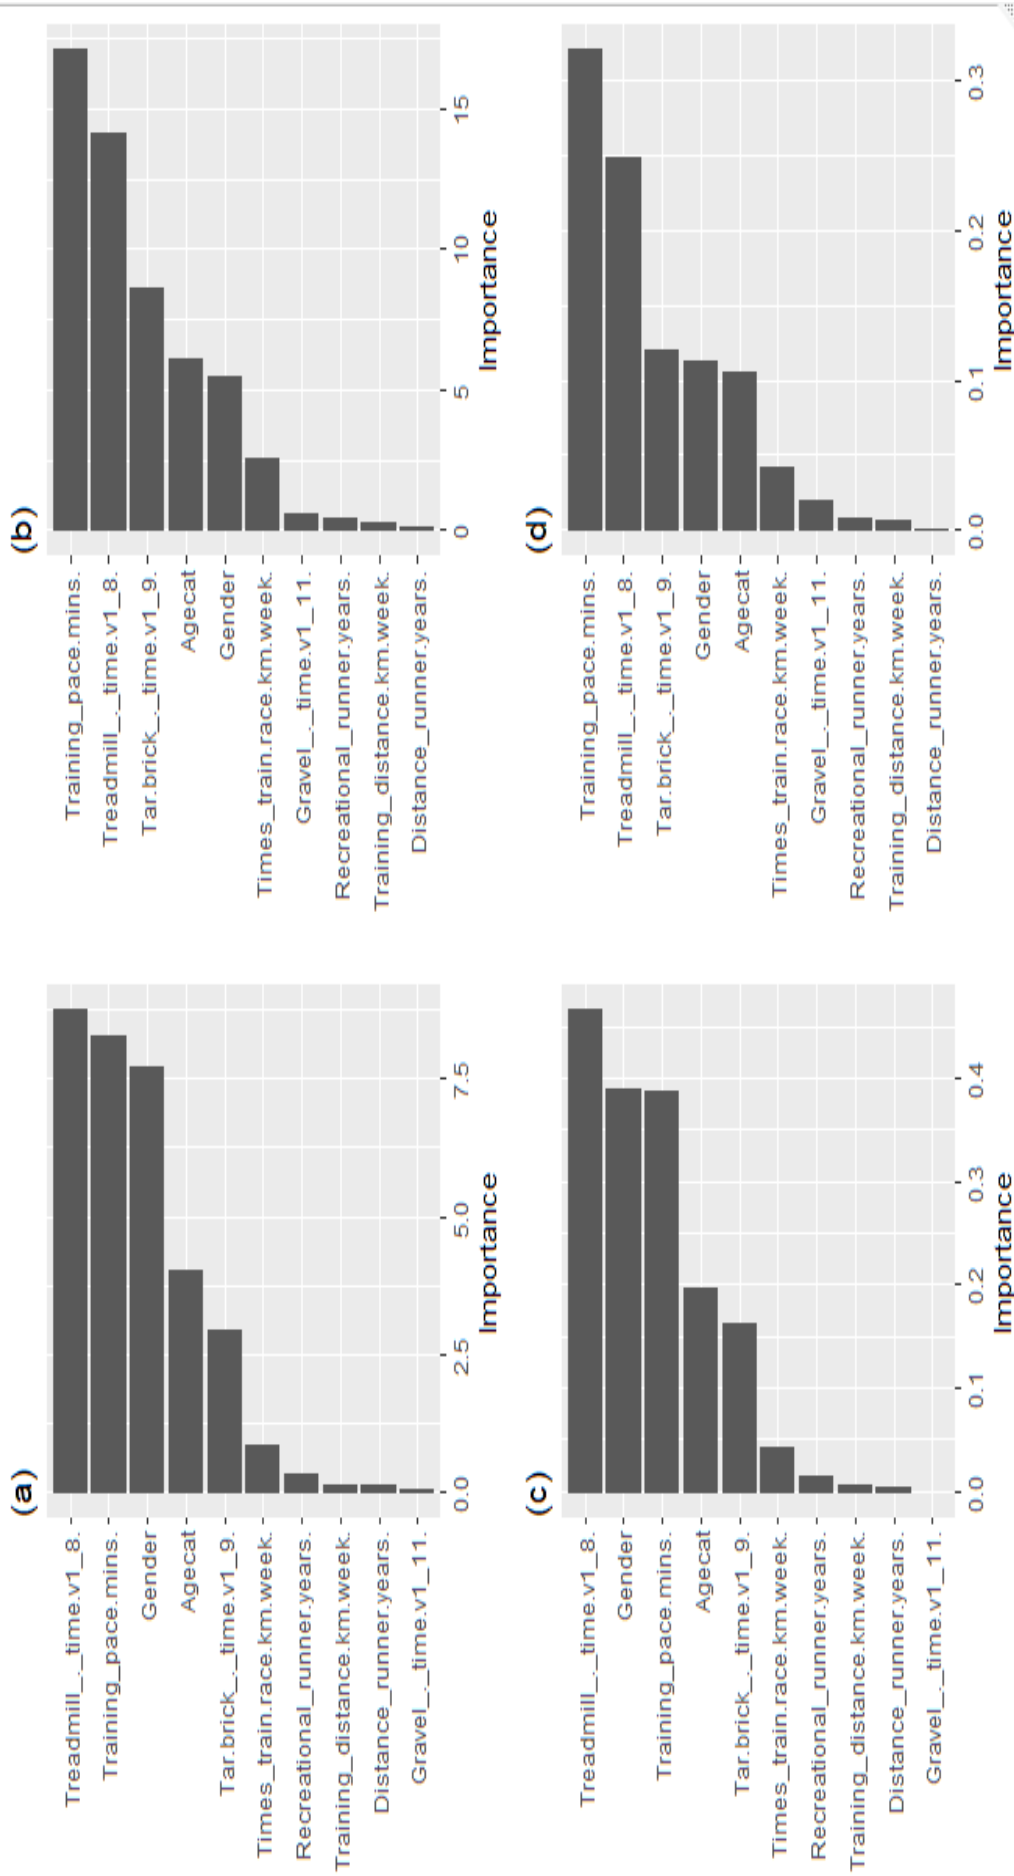 (a)
Treadmill_._time.v1_8.
Training_pace.mins.
Gender
Agecat
Tar.brick_._time.v1_9.
Times_train.race.km.week.
Recreational_runner.years.
Training_distance.km.week.
Distance_runner.years.
Gravel_._time.v1_11.
0.0
2.5
5.0
7.5
Importance
(b)
Training_pace.mins.
Treadmill_._time.v1_8.
Tar.brick_._time.v1_9.
Agecat
Gender
Times_train.race.km.week.
Gravel_._time.v1_11.
Recreational_runner.years.
Training_distance.km.week.
Distance_runner.years.
0
5
10
15
Importance
(c)
Treadmill_._time.v1_8.
Gender
Training_pace.mins.
Agecat
Tar.brick_._time.v1_9.
Times_train.race.km.week.
Recreational_runner.years.
Training_distance.km.week.
Distance_runner.years.
Gravel_._time.v1_11.
0.0
0.1
0.2
0.3
0.4
Importance
(d)
Training_pace.mins.
Treadmill_._time.v1_8.
Tar.brick_._time.v1_9.
Gender
Agecat
Times_train.race.km.week.
Gravel_._time.v1_11.
Recreational_runner.years.
Training_distance.km.week.
Distance_runner.years.
0.0
0.1
0.2
0.3
Importance